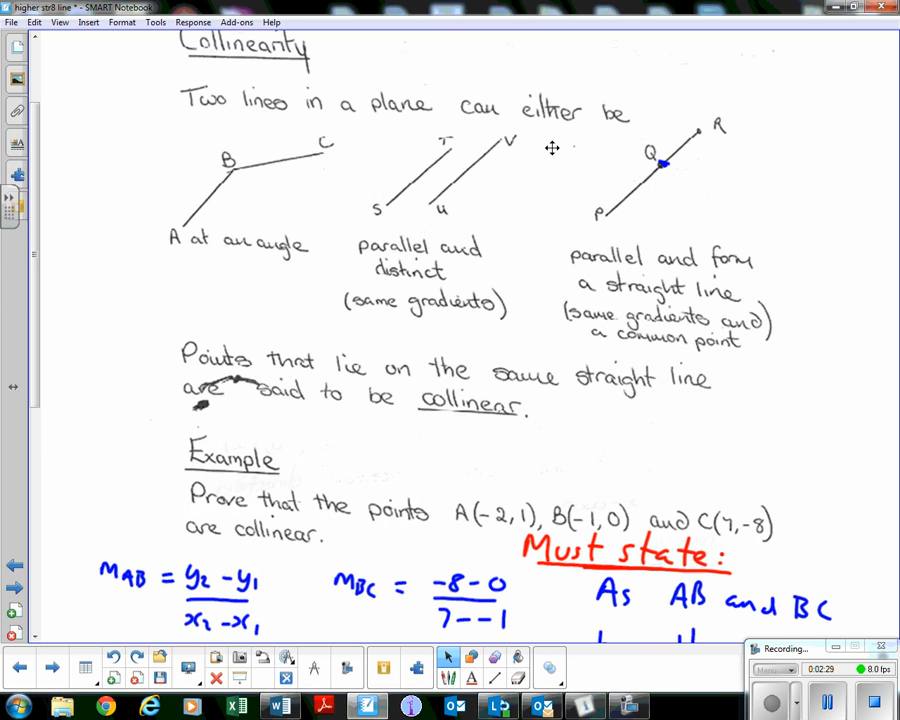 higher str8 line * - SMART Notebook
File Edit View Insert Format Tools Response Add-ons Help
Collinearity
Two lines in a plane can either be
A B C
S T U V
P Q R
at an angle
parallel and
distinct
(same gradients)
parallel and form
a straight line
(same gradients and
a common point)
Points that lie on the same straight line
are said to be collinear.
Example
Prove that the points A(-2,1), B(-1,0) and C(7,-8)
are collinear.
Must state:
MAB = y2 - y1
x2 - x1
MBC = -8 - 0
7 - - 1
As AB and BC
Recording...
Menu
0:02:29
8.0 fps